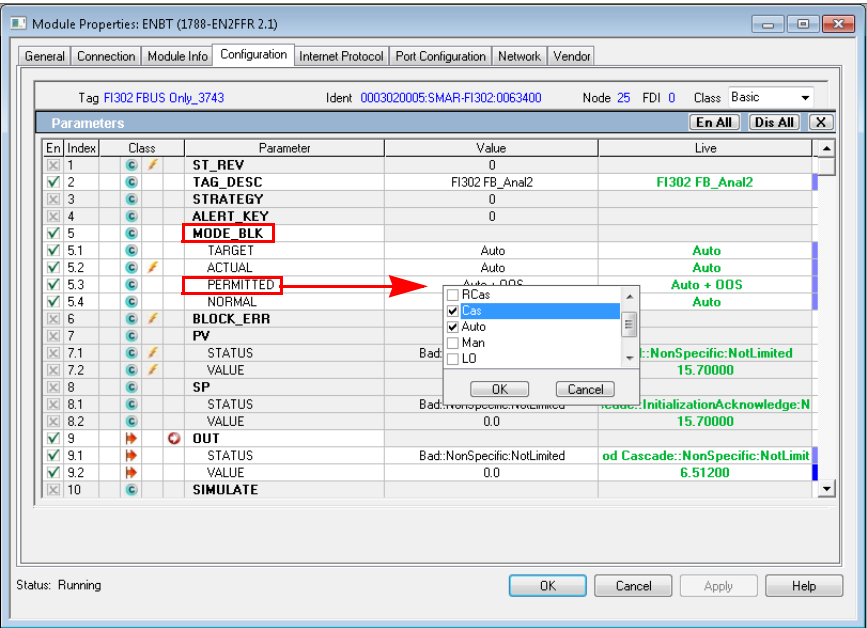 Module Properties: ENBT (1788-EN2FFR 2.1)
General Connection Module Info Configuration Internet Protocol Port Configuration Network Vendor
Tag FI302 FBUS Only_3743 Ident 0003020005:SMAR-FI302:0063400 Node 25 FDI 0 Class Basic
Parameters En All Dis All X
En Index Class Parameter Value Live
1 C ST_REV 0
2 C TAG_DESC FI302 FB_Anal2 FI302 FB_Anal2
3 C STRATEGY 0
4 C ALERT_KEY 0
5 C MODE_BLK
5.1 C TARGET Auto Auto
5.2 C ACTUAL Auto Auto
5.3 C PERMITTED Auto + OOS Auto + OOS
5.4 C NORMAL Auto
RCas
Cas
Auto
Man
LO
OK Cancel
6 C BLOCK_ERR
7 C PV
7.1 C STATUS Bad: :NonSpecific:NotLimited
7.2 C VALUE 15.70000
8 C SP
8.1 C STATUS Bad::NonSpecific:NotLimited :InitializationAcknowledge:N
8.2 C VALUE 0.0 15.70000
9 OUT
9.1 STATUS Bad::NonSpecific:NotLimited od Cascade::NonSpecific:NotLimit
9.2 VALUE 0.0 6.51200
10 C SIMULATE
Status: Running OK Cancel Apply Help